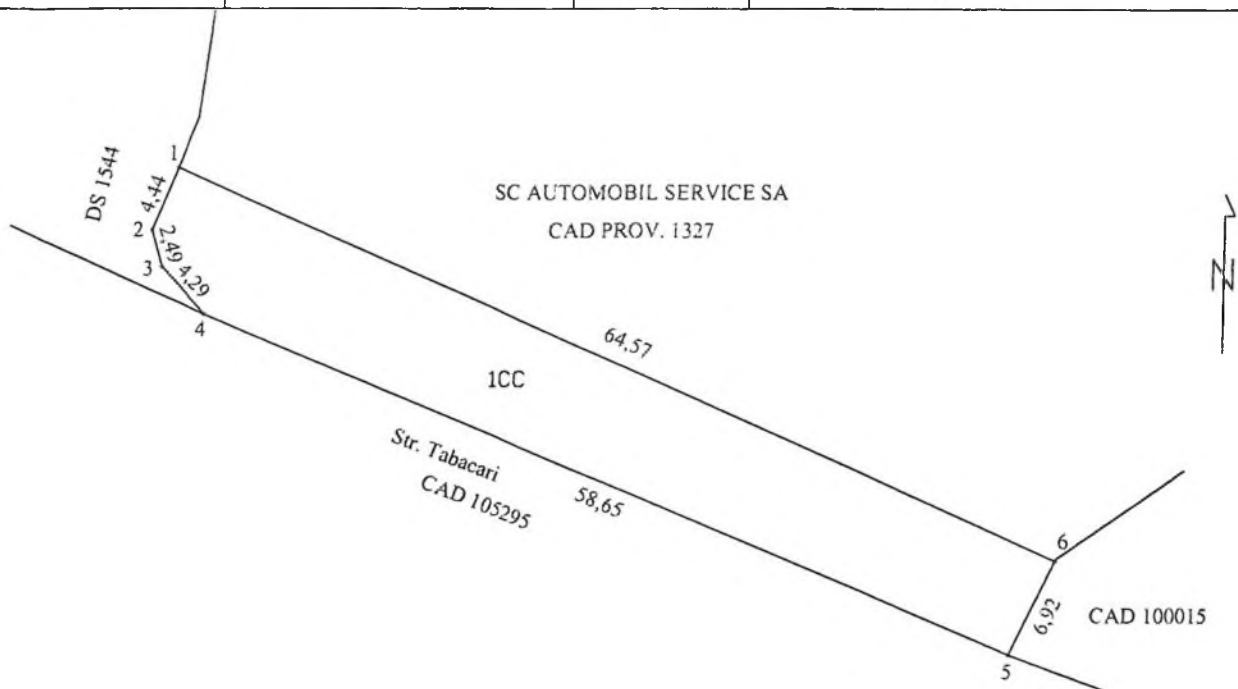 1
DS 1544
4,44
SC AUTOMOBIL SERVICE SA
CAD PROV. 1327
2
2,49
3
4,29
4
N
64,57
1CC
Str. Tabacari
CAD 105295
58,65
6
6,92
CAD 100015
5